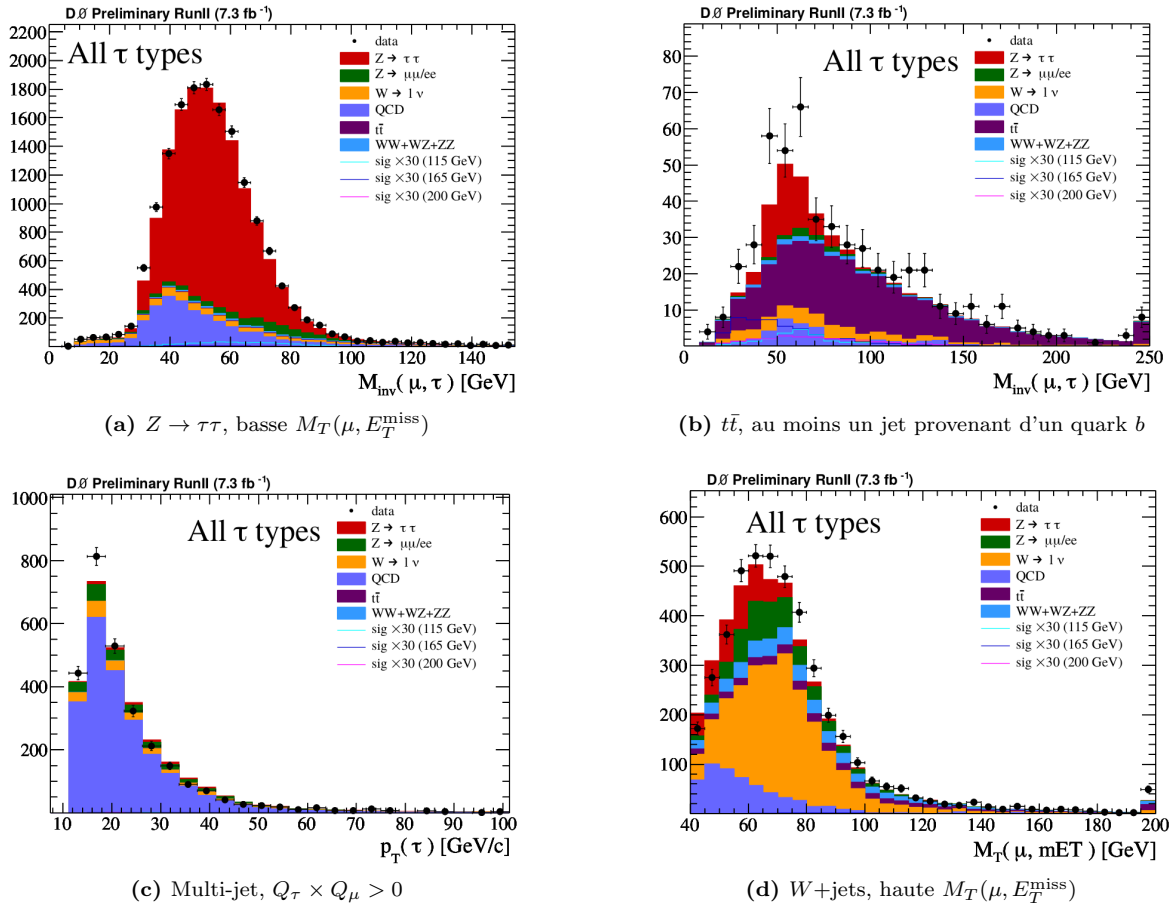 DØ Preliminary RunII (7.3 fb⁻¹)
All τ types
data
Z → τ τ
Z → μμ/ee
W → l ν
QCD
tt̄
WW+WZ+ZZ
sig ×30 (115 GeV)
sig ×30 (165 GeV)
sig ×30 (200 GeV)
2200
2000
1800
1600
1400
1200
1000
800
600
400
200
0 20 40 60 80 100 120 140
M_inv(μ, τ) [GeV]
(a) Z → ττ, basse M_T(μ, E_T^miss)
DØ Preliminary RunII (7.3 fb⁻¹)
All τ types
data
Z → τ τ
Z → μμ/ee
W → l ν
QCD
tt̄
WW+WZ+ZZ
sig ×30 (115 GeV)
sig ×30 (165 GeV)
sig ×30 (200 GeV)
80
70
60
50
40
30
20
10
0
0 50 100 150 200 250
M_inv(μ, τ) [GeV]
(b) tt̄, au moins un jet provenant d'un quark b
DØ Preliminary RunII (7.3 fb⁻¹)
All τ types
data
Z → τ τ
Z → μμ/ee
W → l ν
QCD
tt̄
WW+WZ+ZZ
sig ×30 (115 GeV)
sig ×30 (165 GeV)
sig ×30 (200 GeV)
1000
800
600
400
200
10 20 30 40 50 60 70 80 90 100
p_T(τ) [GeV/c]
(c) Multi-jet, Q_τ × Q_μ > 0
DØ Preliminary RunII (7.3 fb⁻¹)
All τ types
data
Z → τ τ
Z → μμ/ee
W → l ν
QCD
tt̄
WW+WZ+ZZ
sig ×30 (115 GeV)
sig ×30 (165 GeV)
sig ×30 (200 GeV)
600
500
400
300
200
100
40 60 80 100 120 140 160 180 200
M_T(μ, mET) [GeV]
(d) W+jets, haute M_T(μ, E_T^miss)